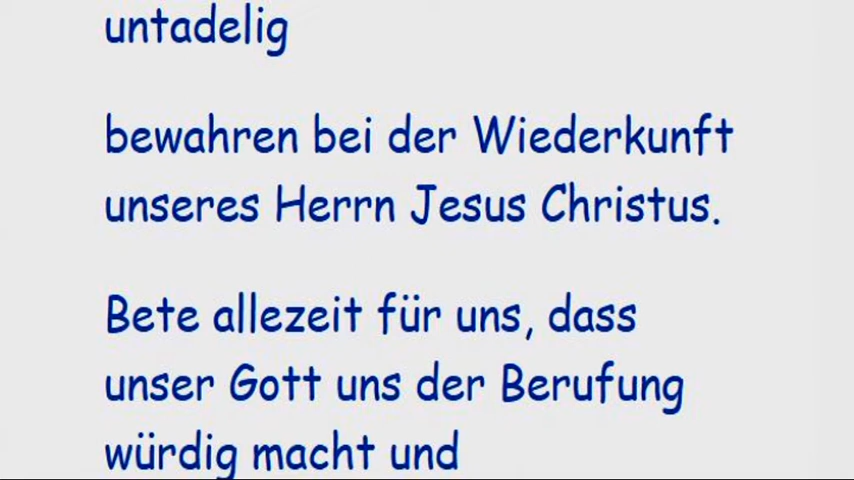 untadelig
bewahren bei der Wiederkunft
unseres Herrn Jesus Christus.
Bete allezeit für uns, dass
unser Gott uns der Berufung
würdig macht und